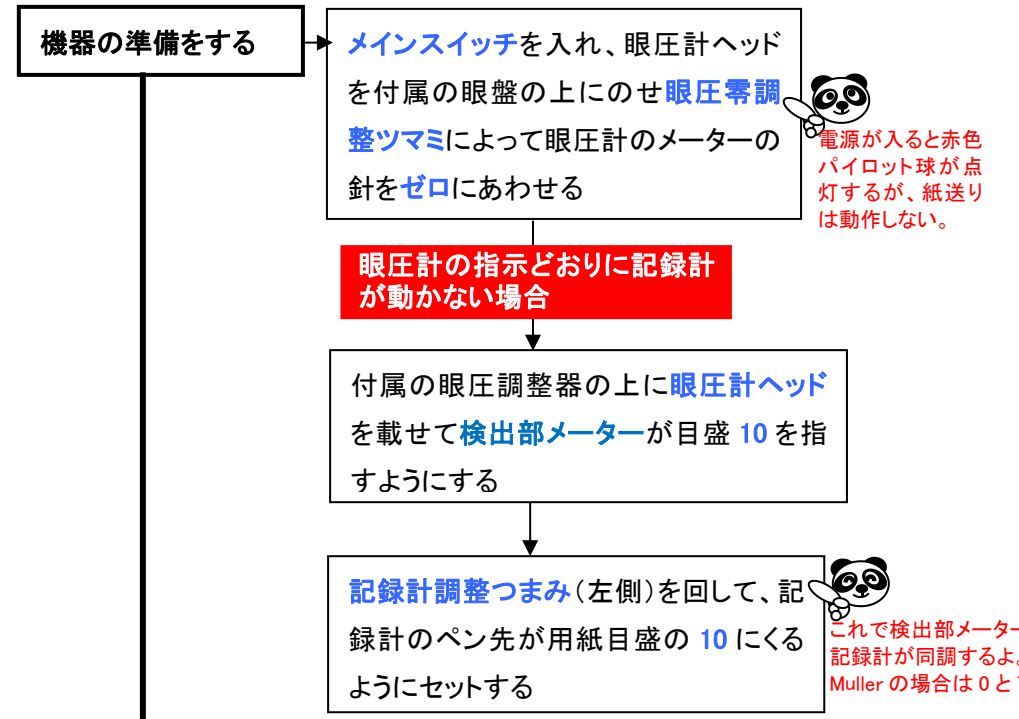 機器の準備をする
メインスイッチを入れ、眼圧計ヘッド
を付属の眼盤の上にのせ眼圧零調
整ツマミによって眼圧計のメーターの
針をゼロにあわせる
電源が入ると赤色
パイロット球が点
灯するが、紙送り
は動作しない。
眼圧計の指示どおりに記録計
が動かない場合
付属の眼圧調整器の上に眼圧計ヘッド
を載せて検出部メーターが目盛 10 を指
すようにする
記録計調整つまみ（左側）を回して、記
録計のペン先が用紙目盛の 10 にくる
ようにセットする
これで検出部メーター
記録計が同調するよ。
Muller の場合は 0 と